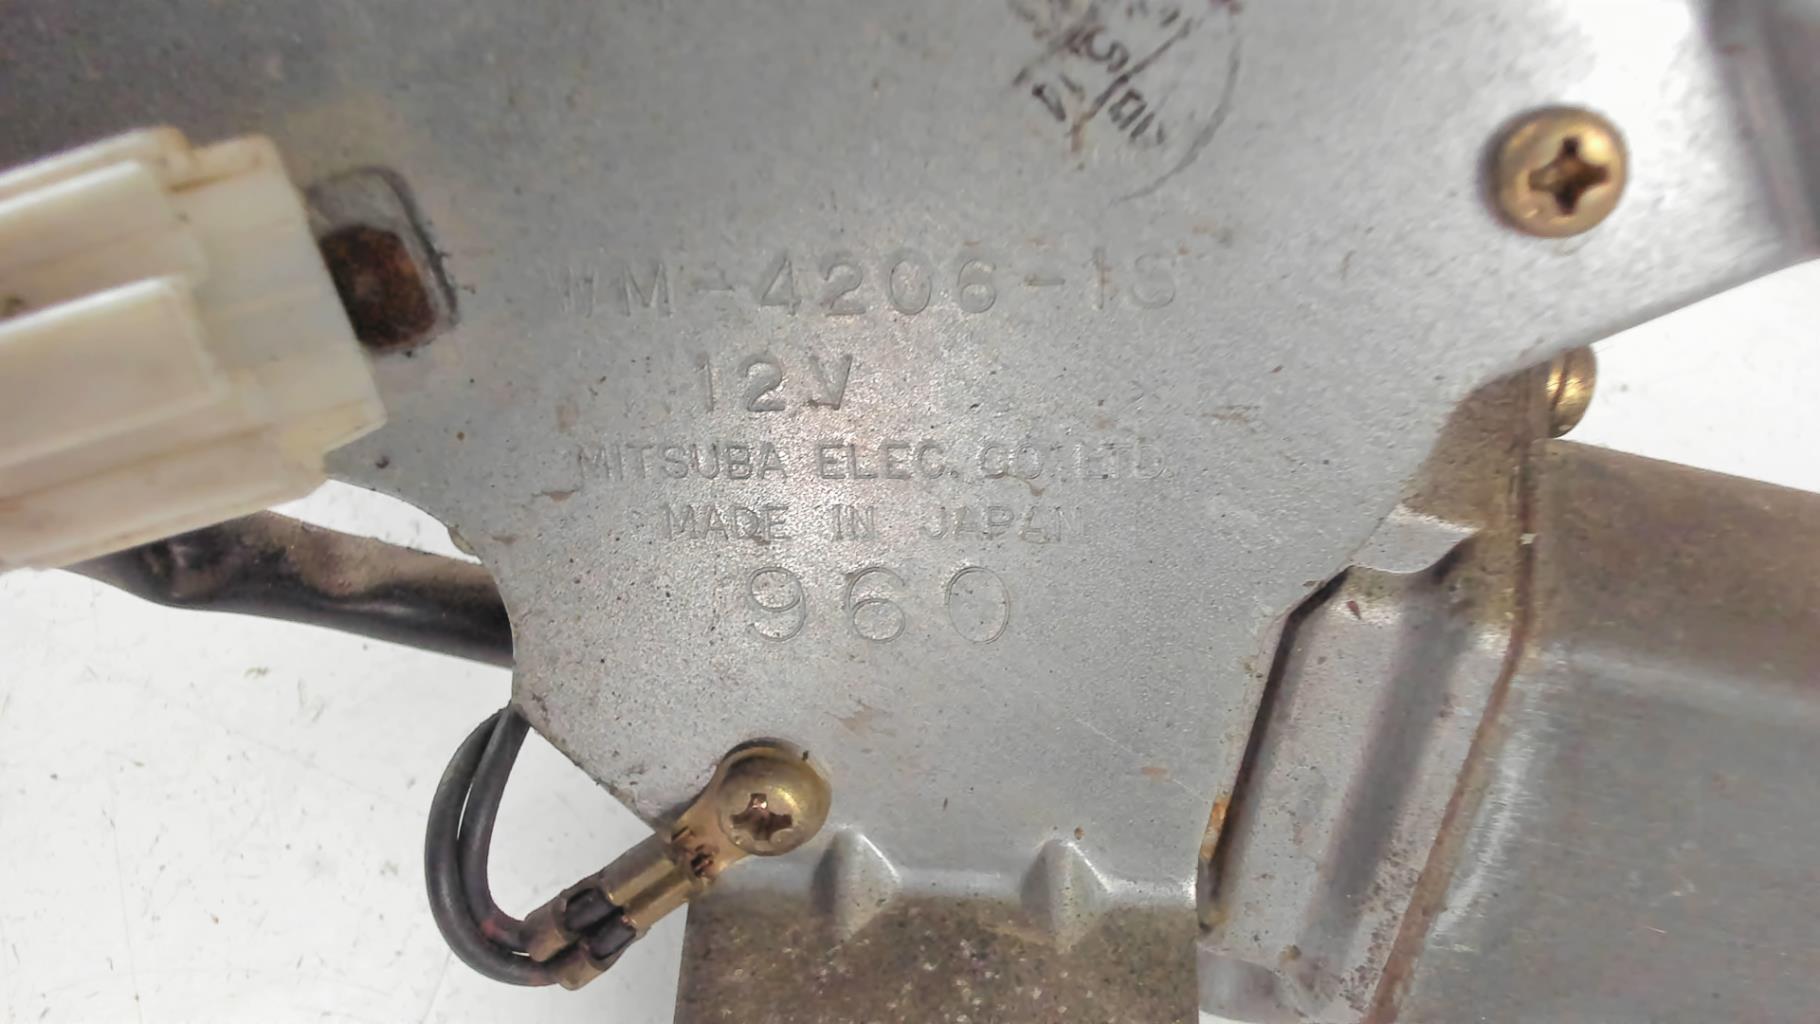 WM-4206-1S
12V
MITSUBA ELEC. CO. LTD.
MADE IN JAPAN
960